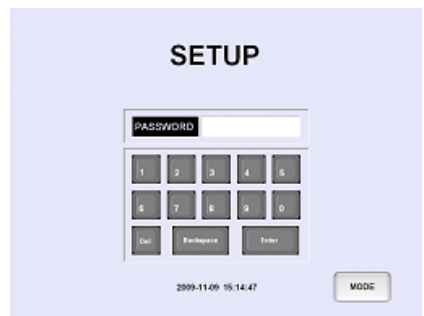 SETUP
PASSWORD
1 2 3 4 5
6 7 8 9 0
Del Backspace Enter
2009-11-09 15:14:47
MODE